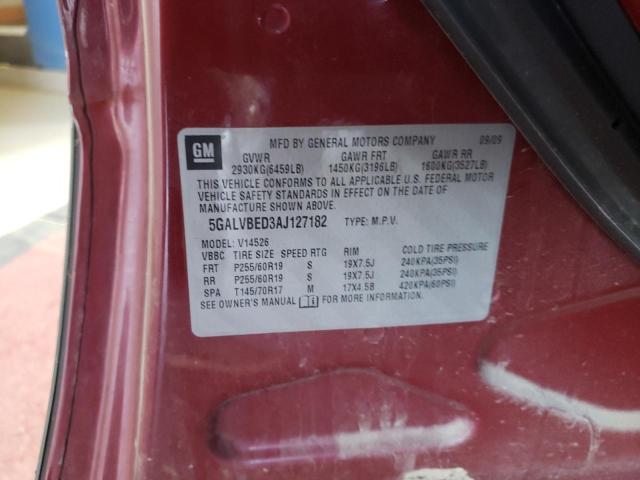 GM
MFD BY GENERAL MOTORS COMPANY 09/09
GVWR GAWR FRT GAWR RR
2930KG(6459LB) 1450KG(3196LB) 1600KG(3527LB)
THIS VEHICLE CONFORMS TO ALL APPLICABLE U.S. FEDERAL MOTOR
VEHICLE SAFETY STANDARDS IN EFFECT ON THE DATE OF
MANUFACTURE SHOWN ABOVE.
5GALVBED3AJ127182 TYPE: M.P.V.
MODEL: V14526
VBBC TIRE SIZE SPEED RTG RIM COLD TIRE PRESSURE
FRT P255/60R19 S 19X7.5J 240KPA(35PSI)
RR P255/60R19 S 19X7.5J 240KPA(35PSI)
SPA T145/70R17 M 17X4.5B 420KPA(60PSI)
SEE OWNER'S MANUAL FOR MORE INFORMATION.